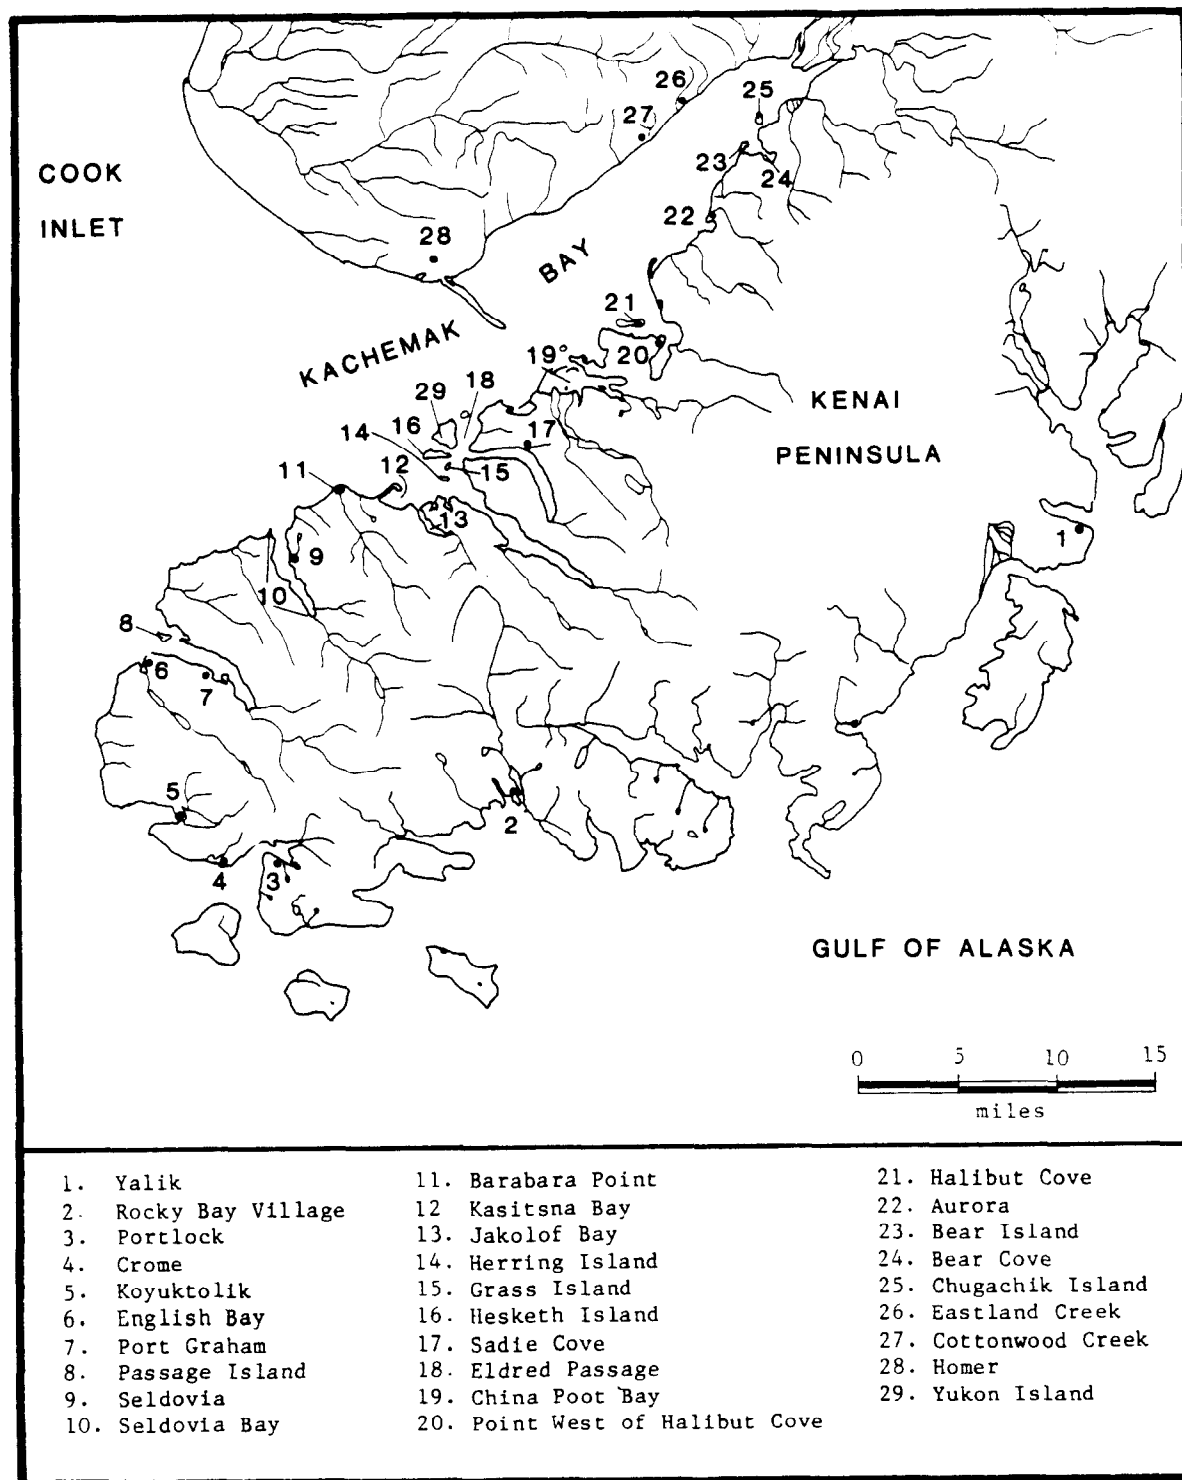 26
25
27
COOK
23
24
INLET
22
28
BAY
21
KACHEMAK
20
19°
18
KENAI
29
16
14
17
PENINSULA
11
12
15
13
1
9
10
8
6
7
5
2
4
3
GULF OF ALASKA
0 5 10 15
miles
1. Yalik
2. Rocky Bay Village
3. Portlock
4. Crome
5. Koyuktolik
6. English Bay
7. Port Graham
8. Passage Island
9. Seldovia
10. Seldovia Bay
11. Barabara Point
12 Kasitsna Bay
13. Jakolof Bay
14. Herring Island
15. Grass Island
16. Hesketh Island
17. Sadie Cove
18. Eldred Passage
19. China Poot Bay
20. Point West of Halibut Cove
21. Halibut Cove
22. Aurora
23. Bear Island
24. Bear Cove
25. Chugachik Island
26. Eastland Creek
27. Cottonwood Creek
28. Homer
29. Yukon Island